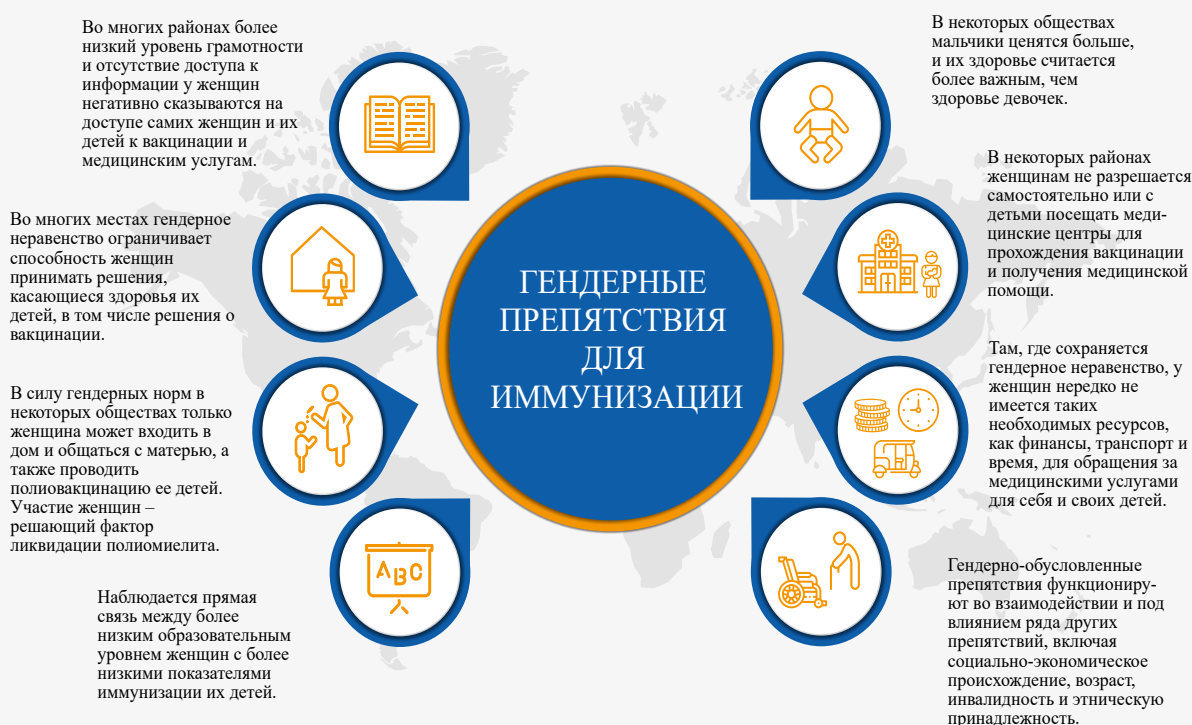 Во многих районах более
низкий уровень грамотности
и отсутствие доступа к
информации у женщин
негативно сказываются на
доступе самих женщин и их
детей к вакцинации и
медицинским услугам.
Во многих местах гендерное
неравенство ограничивает
способность женщин
принимать решения,
касающиеся здоровья их
детей, в том числе решения о
вакцинации.
В силу гендерных норм в
некоторых обществах только
женщина может входить в
дом и общаться с матерью, а
также проводить
полиовакцинацию ее детей.
Участие женщин –
решающий фактор
ликвидации полиомиелита.
Наблюдается прямая
связь между более
низким образовательным
уровнем женщин с более
низкими показателями
иммунизации их детей.
ABC
ГЕНДЕРНЫЕ
ПРЕПЯТСТВИЯ
ДЛЯ
ИММУНИЗАЦИИ
В некоторых обществах
мальчики ценятся больше,
и их здоровье считается
более важным, чем
здоровье девочек.
В некоторых районах
женщинам не разрешается
самостоятельно или с
детьми посещать меди-
цинские центры для
прохождения вакцинации
и получения медицинской
помощи.
Там, где сохраняется
гендерное неравенство, у
женщин нередко не
имеется таких
необходимых ресурсов,
как финансы, транспорт и
время, для обращения за
медицинскими услугами
для себя и своих детей.
Гендерно-обусловленные
препятствия функциониру-
ют во взаимодействии и под
влиянием ряда других
препятствий, включая
социально-экономическое
происхождение, возраст,
инвалидность и этническую
принадлежность.